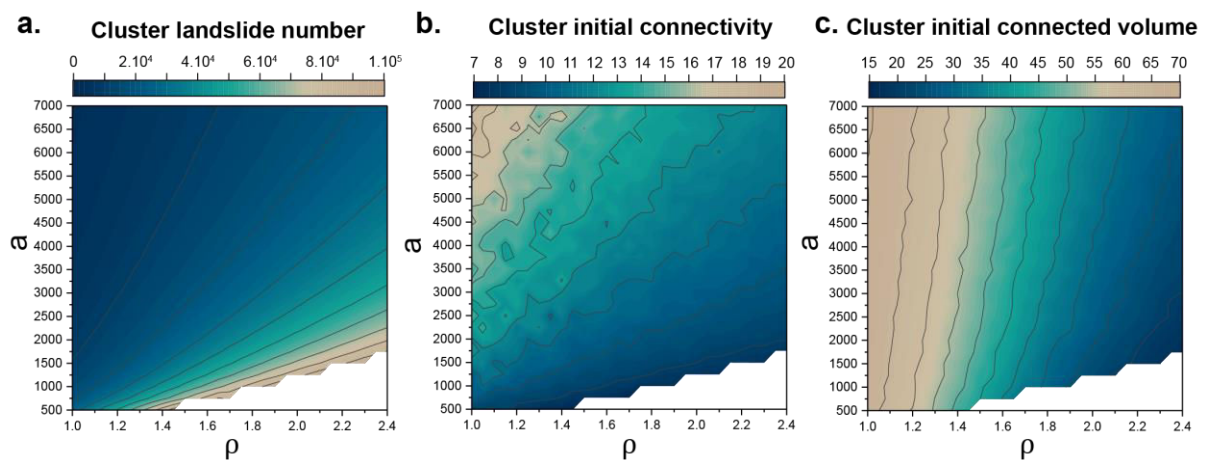 a. Cluster landslide number
0 2.10⁴ 4.10⁴ 6.10⁴ 8.10⁴ 1.10⁵
7000
6500
6000
5500
5000
4500
4000
3500
3000
2500
2000
1500
1000
500
a
1.0 1.2 1.4 1.6 1.8 2.0 2.2 2.4
ρ
b. Cluster initial connectivity
7 8 9 10 11 12 13 14 15 16 17 18 19 20
7000
6500
6000
5500
5000
4500
4000
3500
3000
2500
2000
1500
1000
500
a
1.0 1.2 1.4 1.6 1.8 2.0 2.2 2.4
ρ
c. Cluster initial connected volume
15 20 25 30 35 40 45 50 55 60 65 70
7000
6500
6000
5500
5000
4500
4000
3500
3000
2500
2000
1500
1000
500
a
1.0 1.2 1.4 1.6 1.8 2.0 2.2 2.4
ρ